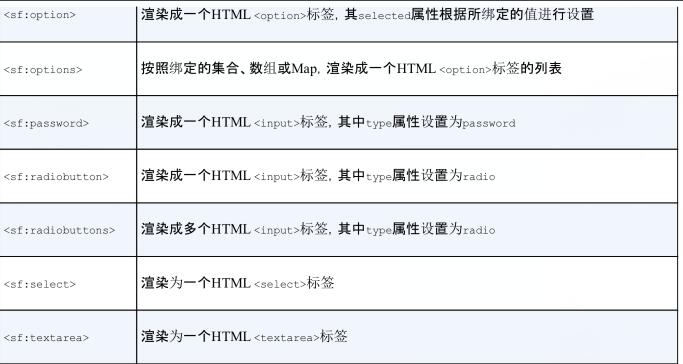 <sf:option> 渲染成一个HTML <option>标签, 其selected属性根据所绑定的值进行设置
<sf:options> 按照绑定的集合、数组或Map, 渲染成一个HTML <option>标签的列表
<sf:password> 渲染成一个HTML <input>标签, 其中type属性设置为password
<sf:radiobutton> 渲染成一个HTML <input>标签, 其中type属性设置为radio
<sf:radiobuttons> 渲染成多个HTML <input>标签, 其中type属性设置为radio
<sf:select> 渲染为一个HTML <select>标签
<sf:textarea> 渲染为一个HTML <textarea>标签